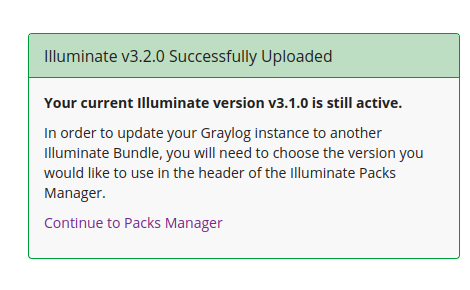 Illuminate v3.2.0 Successfully Uploaded
Your current Illuminate version v3.1.0 is still active.
In order to update your Graylog instance to another
Illuminate Bundle, you will need to choose the version you
would like to use in the header of the Illuminate Packs
Manager.
Continue to Packs Manager